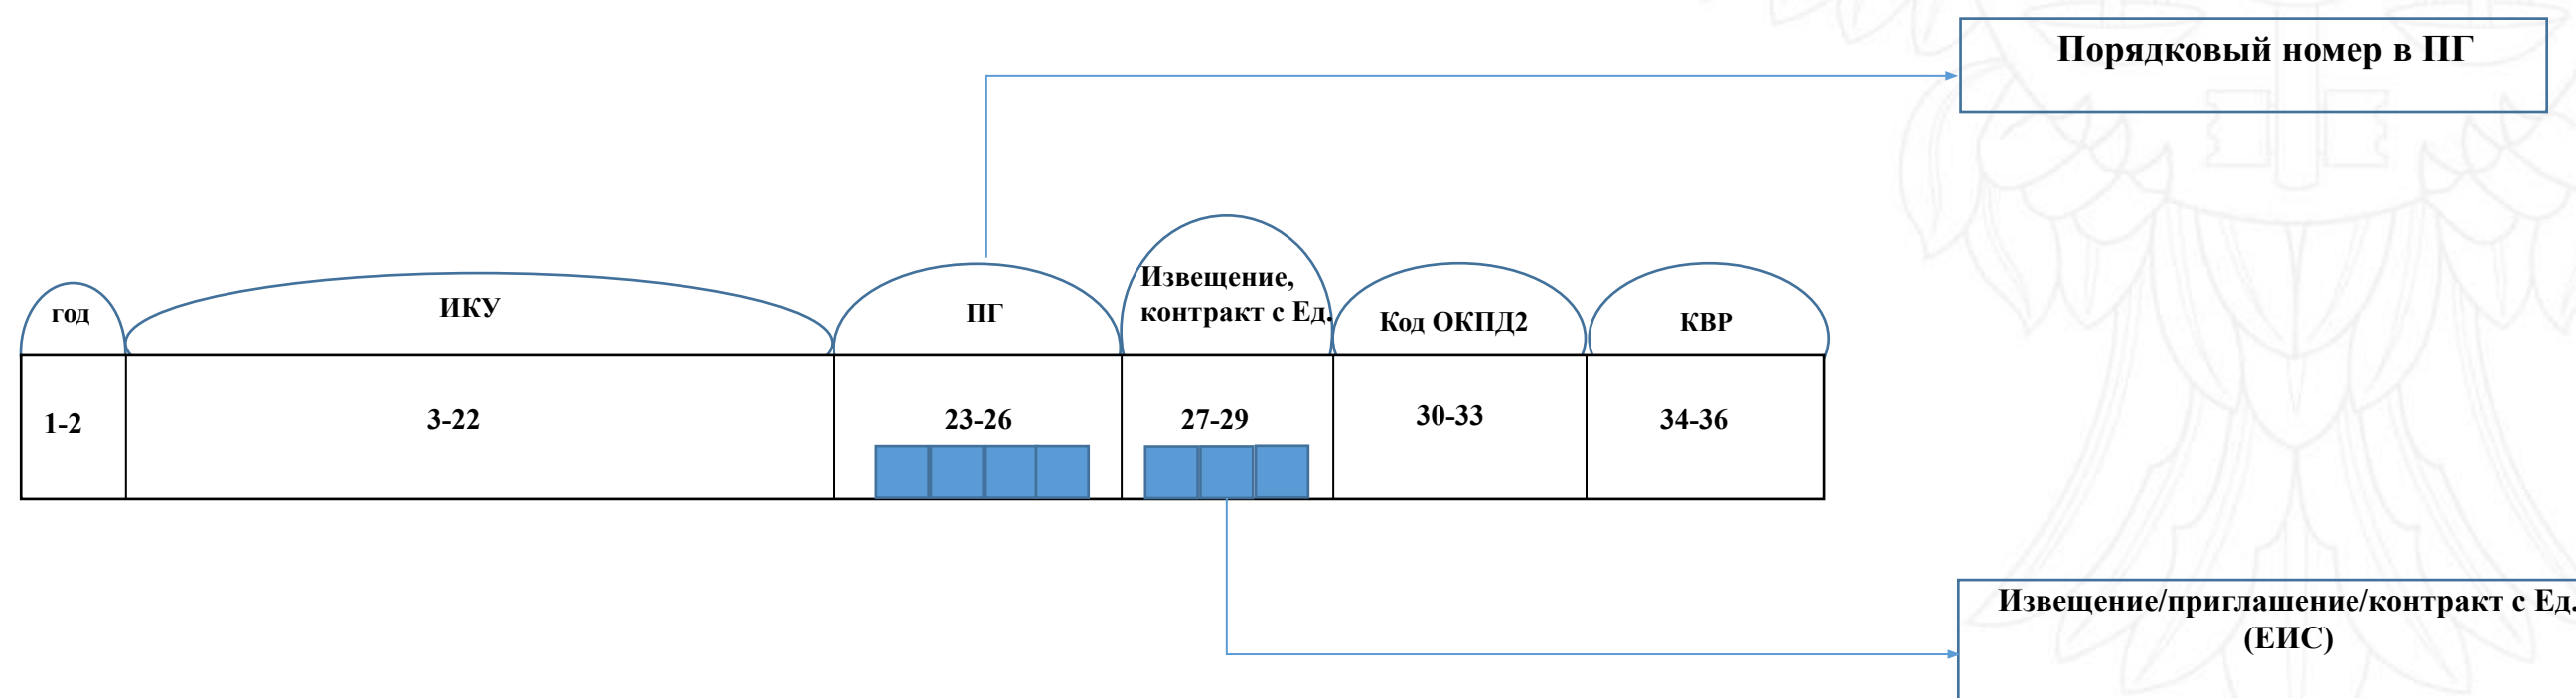 Порядковый номер в ПГ
Извещение,
контракт с Ед.
год
ИКУ
ПГ
Код ОКПД2
КВР
1-2
3-22
23-26
27-29
30-33
34-36
Извещение/приглашение/контракт с Ед.
(ЕИС)